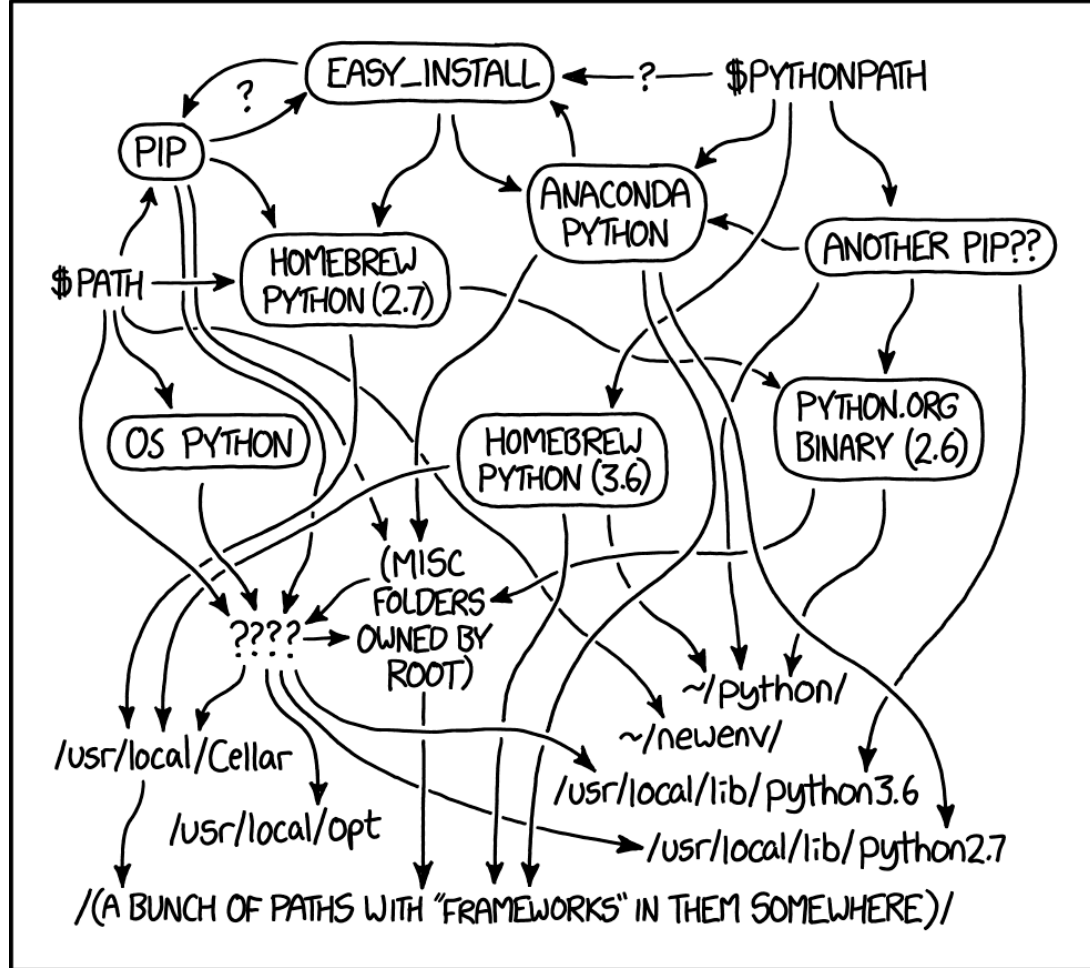 EASY_INSTALL
?
$PYTHONPATH
?
PIP
ANACONDA
PYTHON
ANOTHER PIP??
HOMEBREW
PYTHON (2.7)
$PATH
OS PYTHON
HOMEBREW
PYTHON (3.6)
PYTHON.ORG
BINARY (2.6)
(MISC
FOLDERS
OWNED BY
ROOT)
????
~/python/
~/newenv/
/usr/local/Cellar
/usr/local/lib/python3.6
/usr/local/opt
/usr/local/lib/python2.7
/(A BUNCH OF PATHS WITH "FRAMEWORKS" IN THEM SOMEWHERE)/